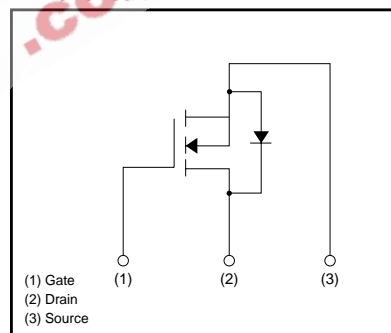 .co
(1) (2) (3)
(1) Gate
(2) Drain
(3) Source